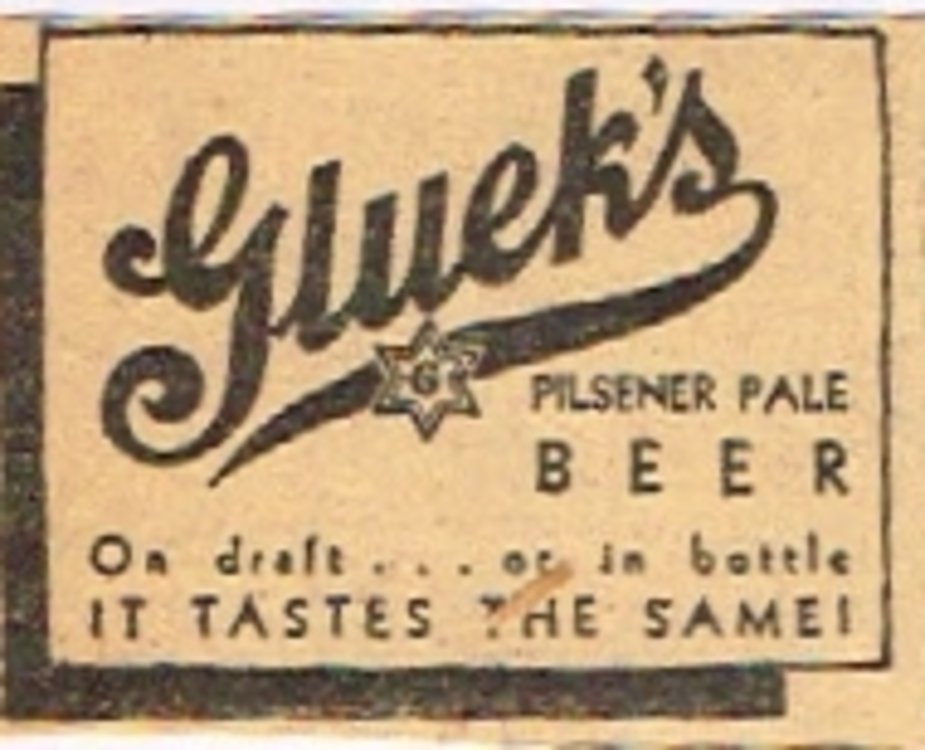 Gluek's
G
PILSENER PALE
BEER
On draft . . . or in bottle
IT TASTES THE SAME!